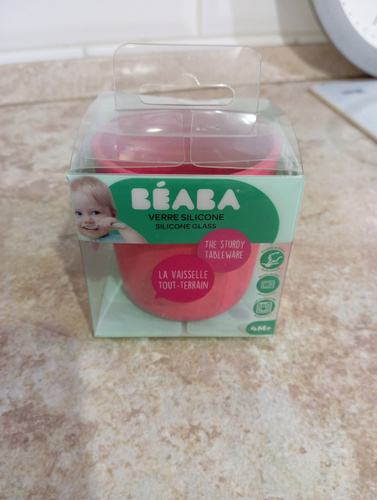 BÉABA
VERRE SILICONE
SILICONE GLASS
THE STURDY
TABLEWARE
LA VAISSELLE
TOUT-TERRAIN
4M+